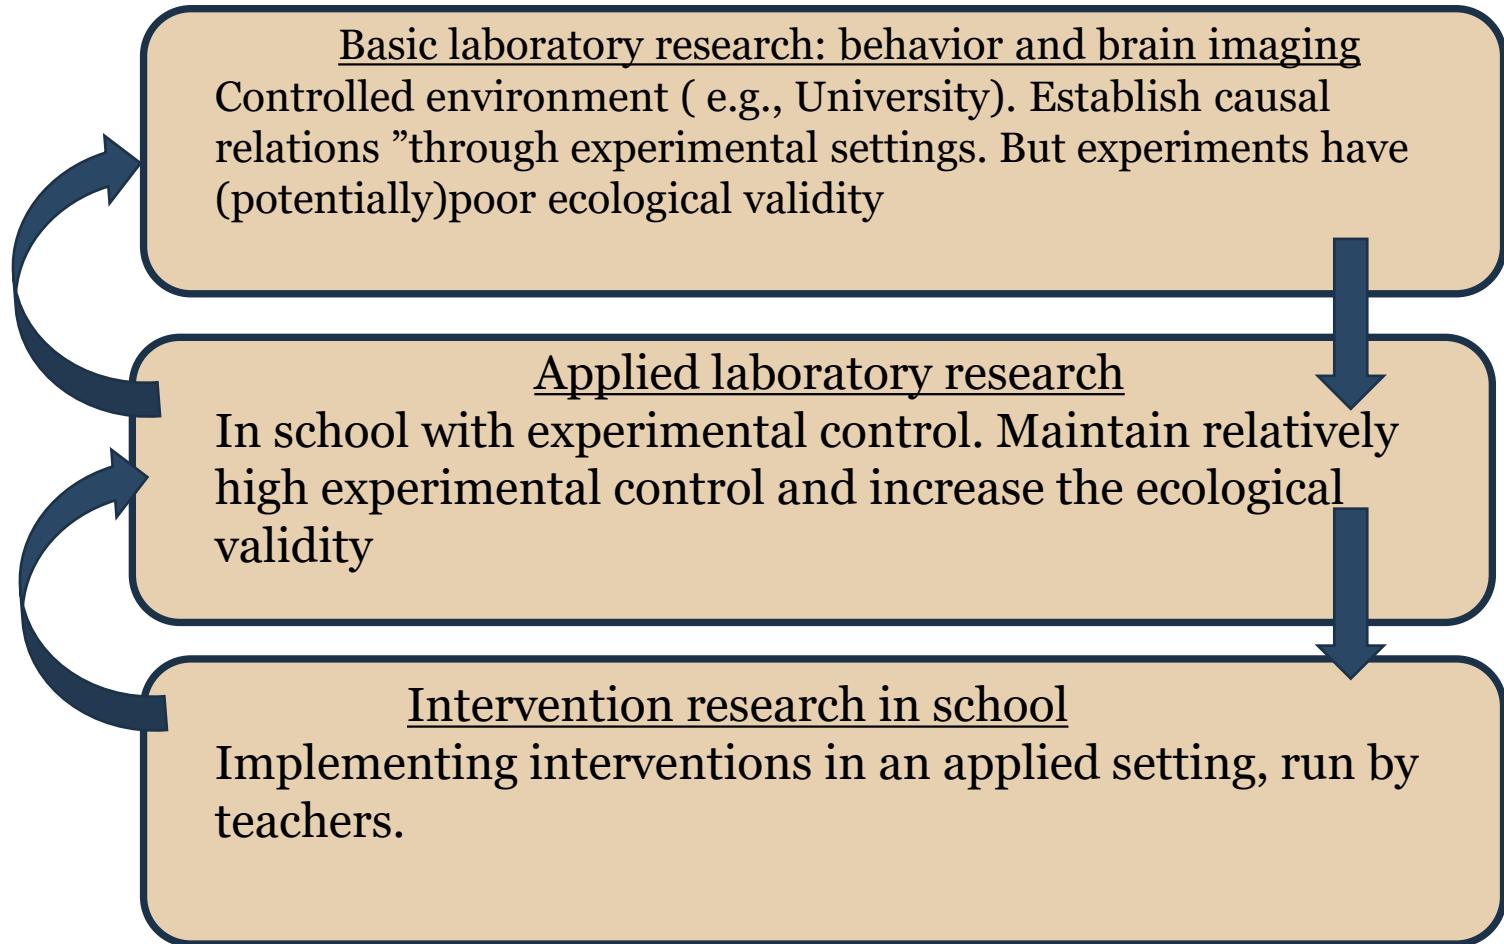 Basic laboratory research: behavior and brain imaging
Controlled environment ( e.g., University). Establish causal
relations ”through experimental settings. But experiments have
(potentially)poor ecological validity
Applied laboratory research
In school with experimental control. Maintain relatively
high experimental control and increase the ecological
validity
Intervention research in school
Implementing interventions in an applied setting, run by
teachers.